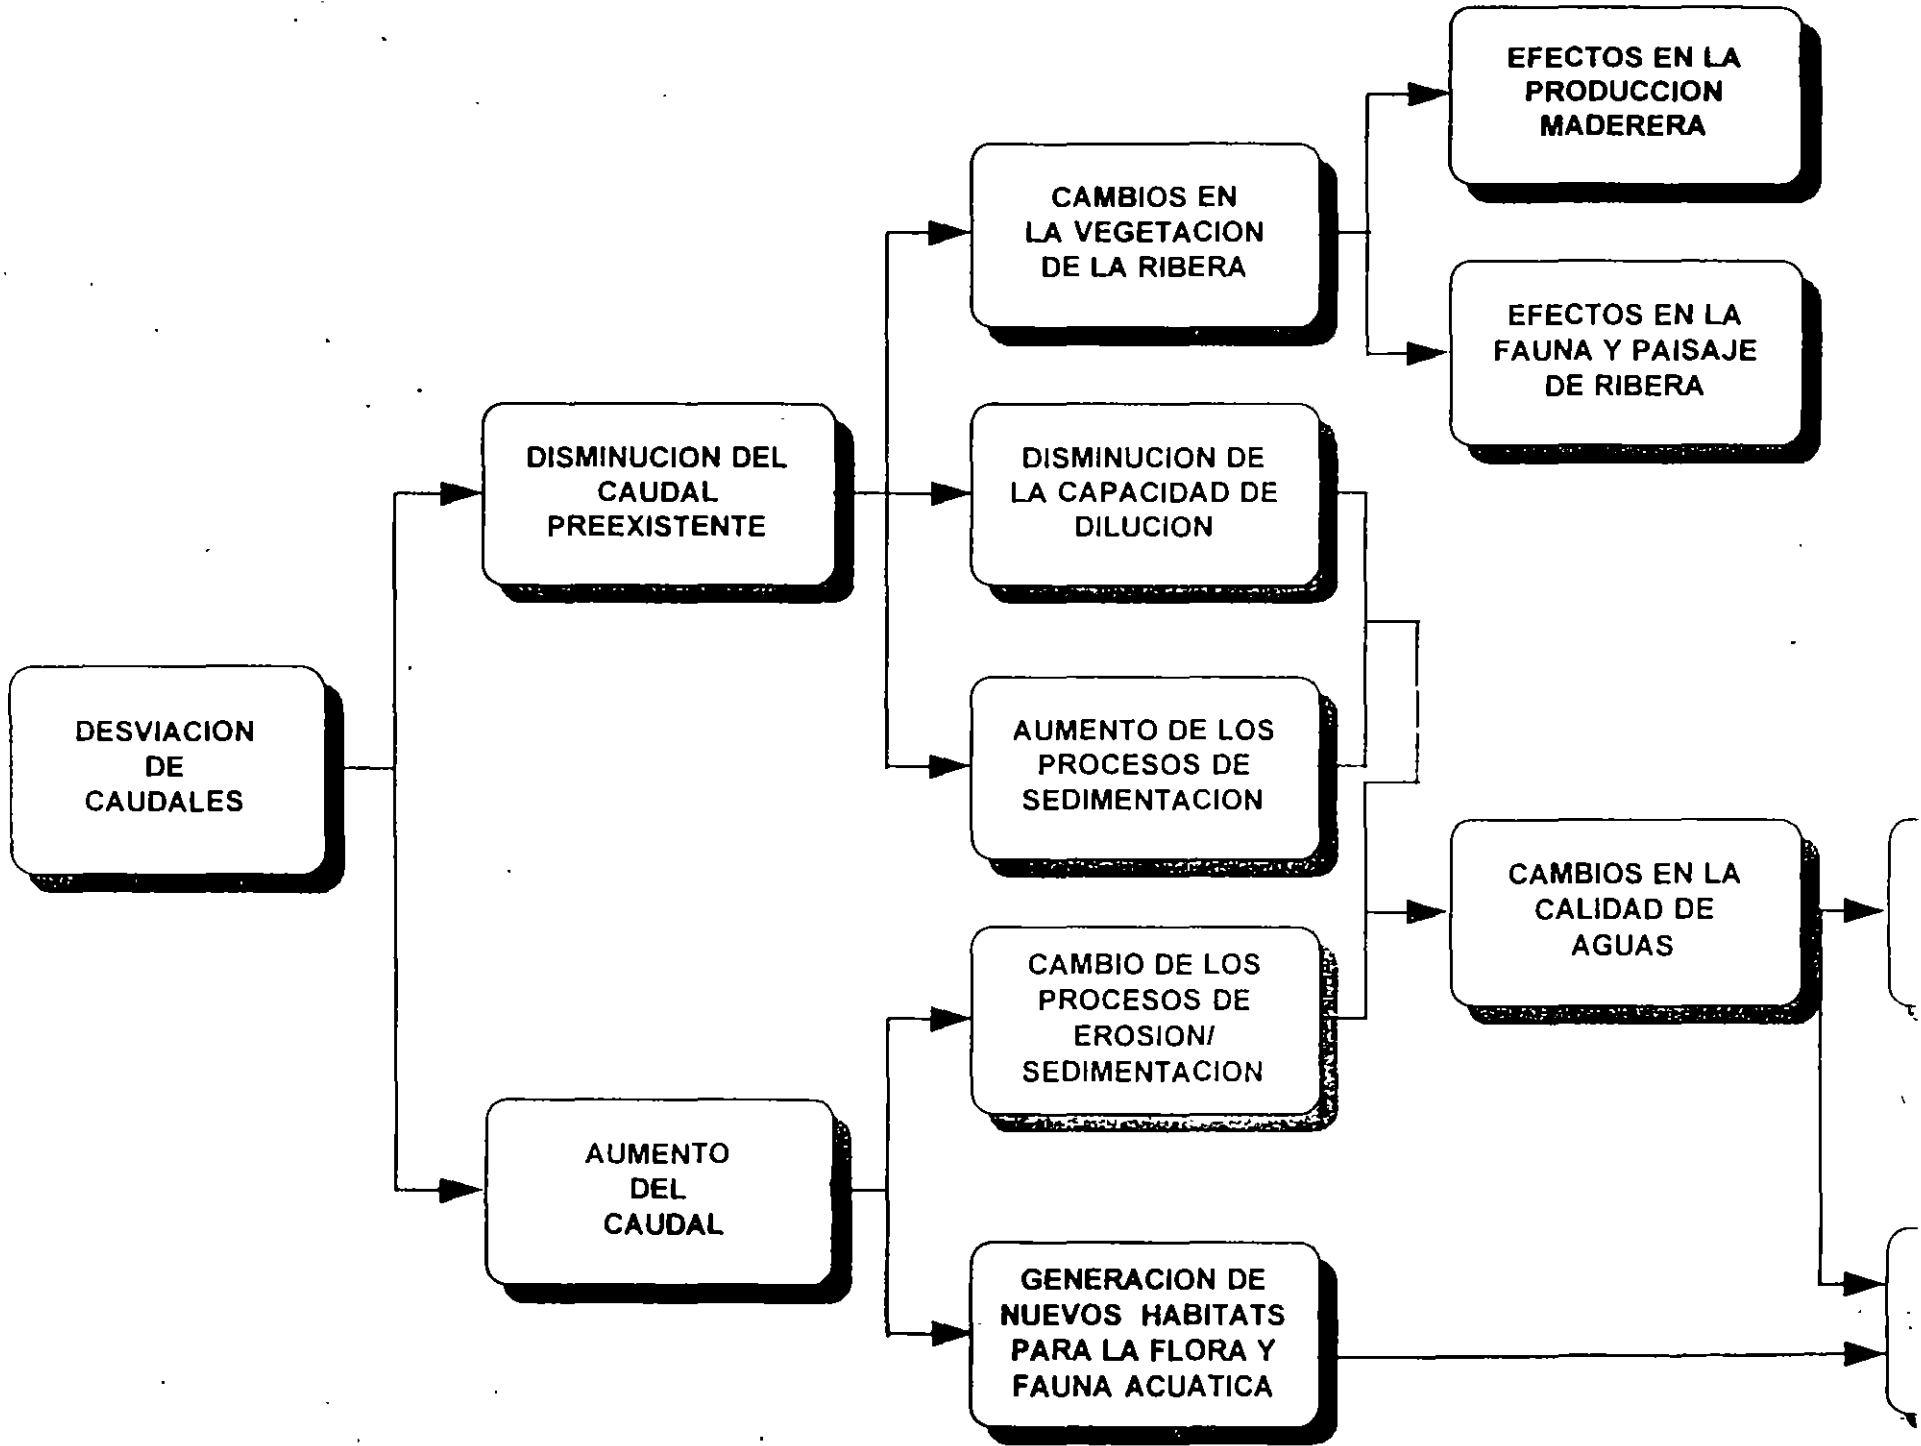 EFECTOS EN LA
PRODUCCION
MADERERA
CAMBIOS EN
LA VEGETACION
DE LA RIBERA
EFECTOS EN LA
FAUNA Y PAISAJE
DE RIBERA
DISMINUCION DEL
CAUDAL
PREEXISTENTE
DISMINUCION DE
LA CAPACIDAD DE
DILUCION
DESVIACION
DE
CAUDALES
AUMENTO DE LOS
PROCESOS DE
SEDIMENTACION
CAMBIOS EN LA
CALIDAD DE
AGUAS
CAMBIO DE LOS
PROCESOS DE
EROSION/
SEDIMENTACION
AUMENTO
DEL
CAUDAL
GENERACION DE
NUEVOS HABITATS
PARA LA FLORA Y
FAUNA ACUATICA